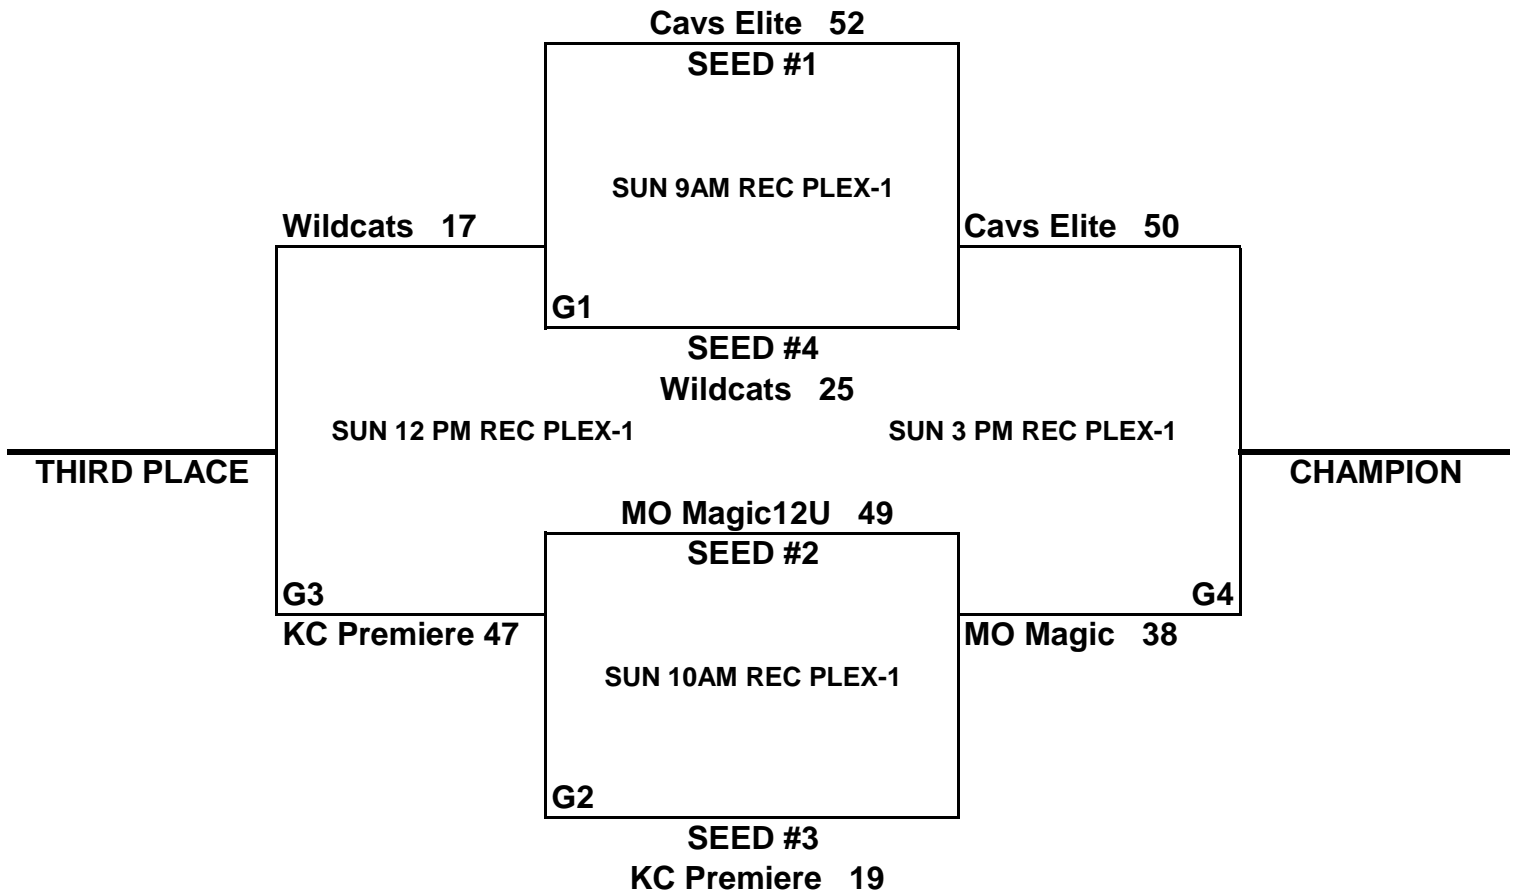 Cavs Elite 52
SEED #1
SUN 9AM REC PLEX-1
Wildcats 17
Cavs Elite 50
G1
SEED #4
Wildcats 25
SUN 12 PM REC PLEX-1
SUN 3 PM REC PLEX-1
THIRD PLACE
CHAMPION
MO Magic12U 49
SEED #2
G3
G4
KC Premiere 47
MO Magic 38
SUN 10AM REC PLEX-1
G2
SEED #3
KC Premiere 19